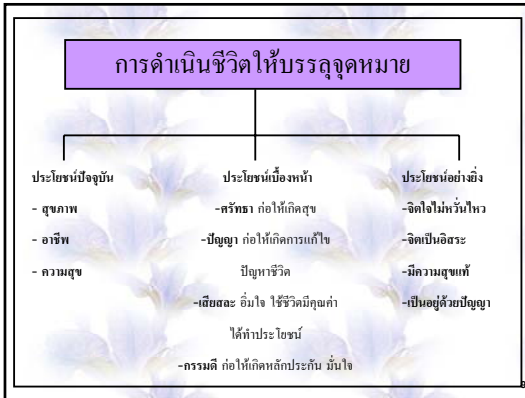 การดำเนินชีวิตให้บรรลุจุดหมาย
ประโยชน์ปัจจุบัน
- สุขภาพ
- อาชีพ
- ความสุข
ประโยชน์เบื้องหน้า
-ศรัทธา ก่อให้เกิดสุข
-ปัญญา ก่อให้เกิดการแก้ไข
ปัญหาชีวิต
-เสียสละ อิ่มใจ ใช้ชีวิตมีคุณค่า
ได้ทำประโยชน์
-กรรมดี ก่อให้เกิดหลักประกัน มั่นใจ
ประโยชน์อย่างยิ่ง
-จิตใจไม่หวั่นไหว
-จิตเป็นอิสระ
-มีความสุขแท้
-เป็นอยู่ด้วยปัญญา